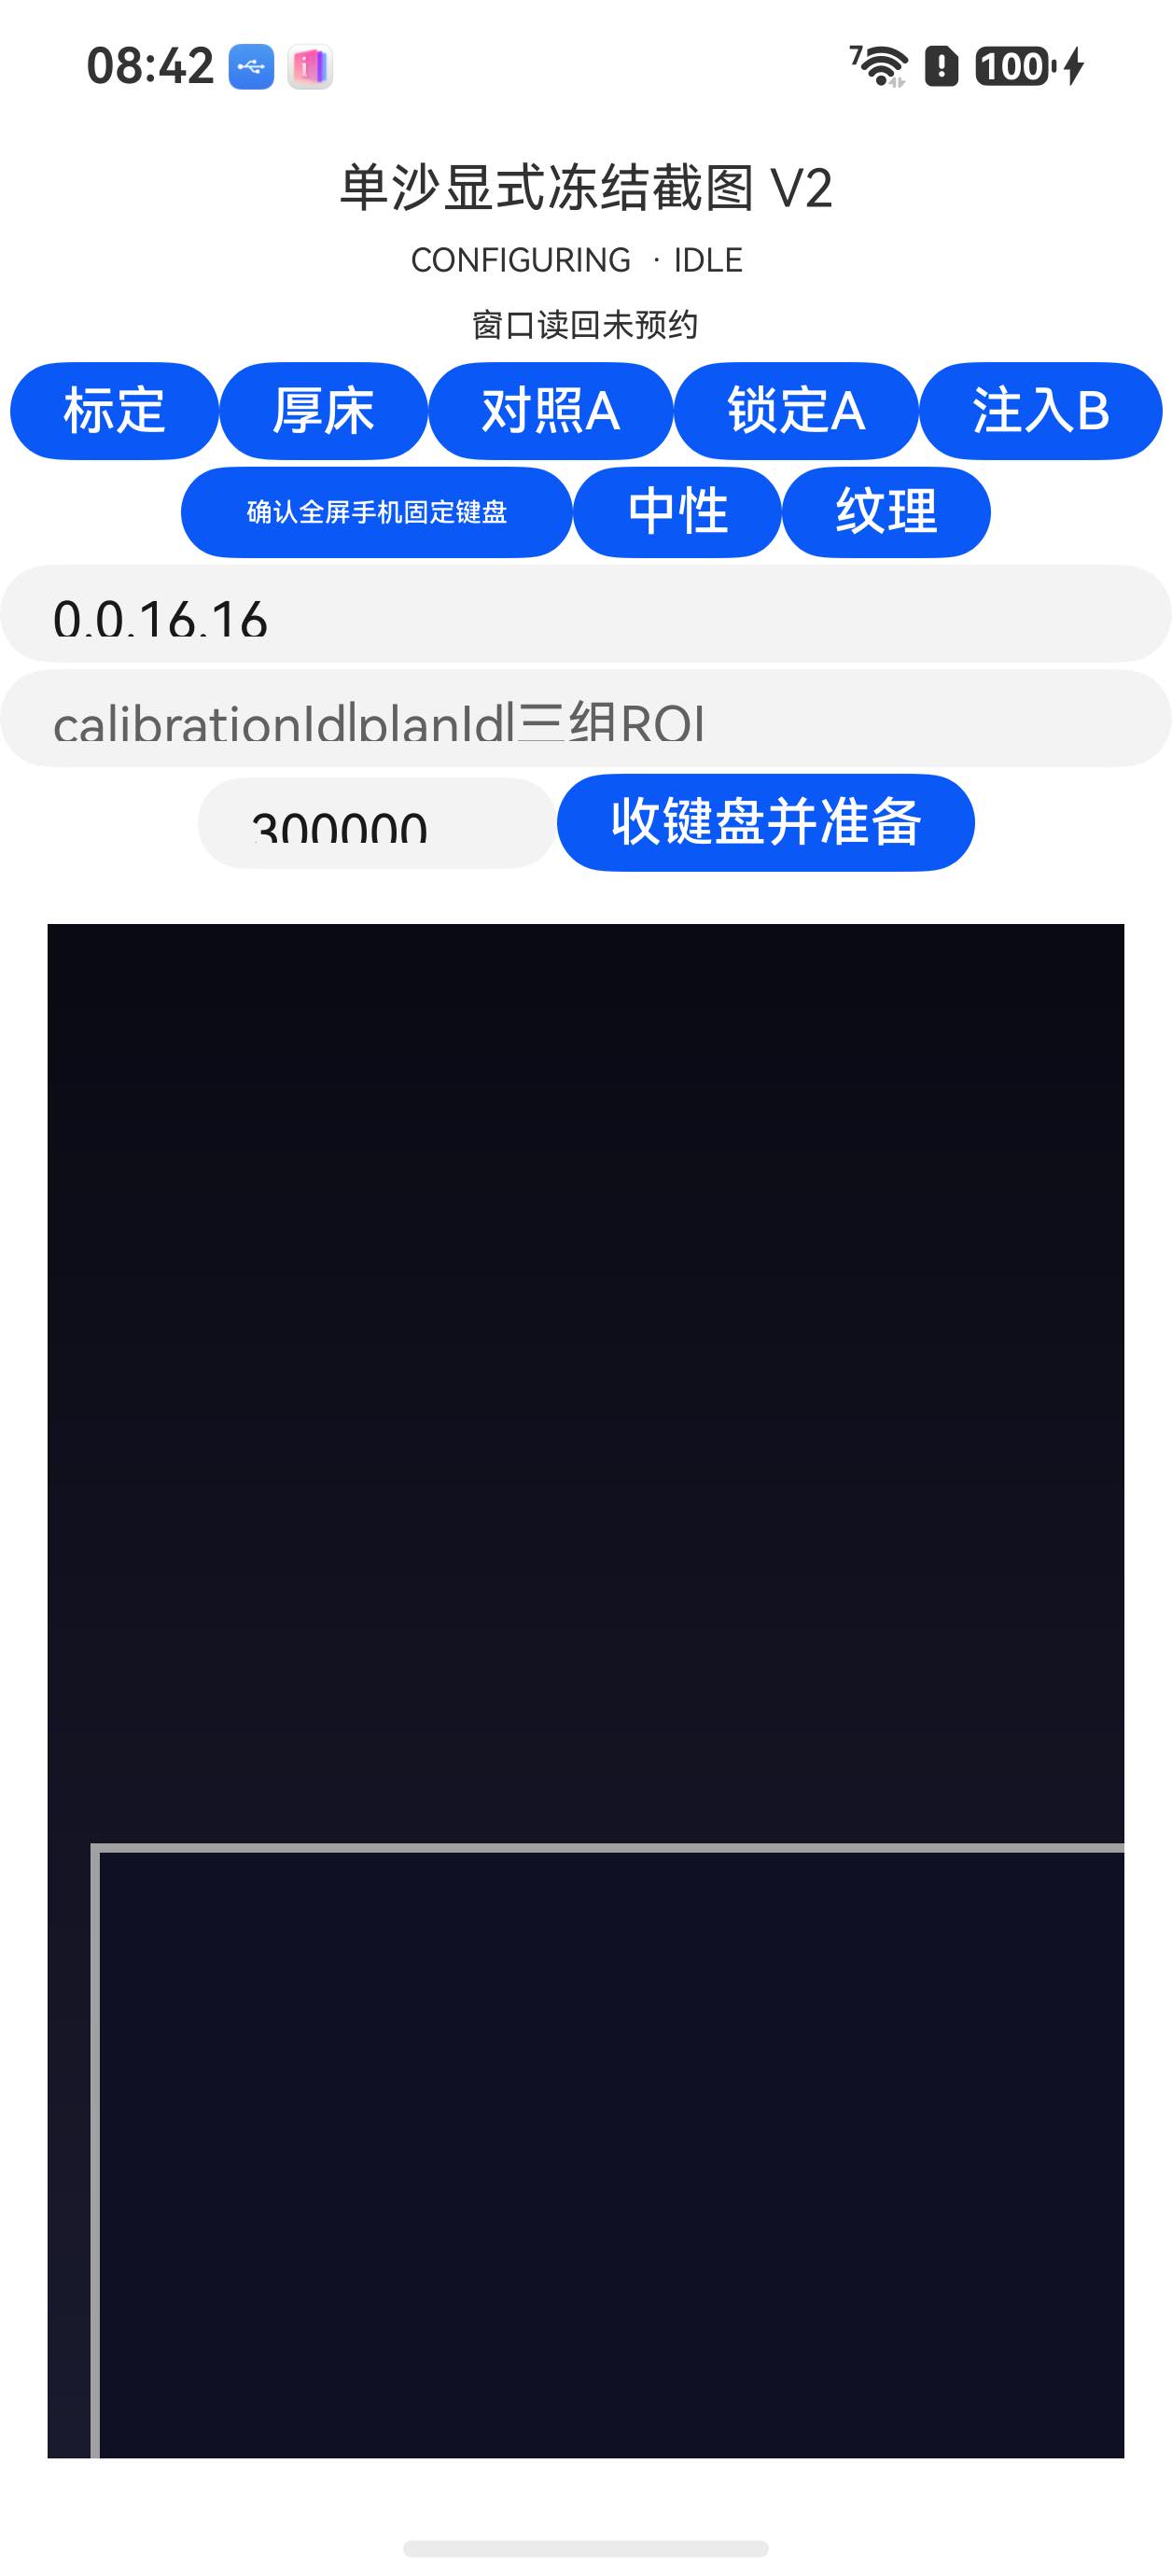 08:42 7 100
单沙显式冻结截图 V2
CONFIGURING · IDLE
窗口读回未预约
标定 厚床 对照A 锁定A 注入B
确认全屏手机固定键盘 中性 纹理
0,0,16,16
calibrationId|planId|三组ROI
300000 收键盘并准备